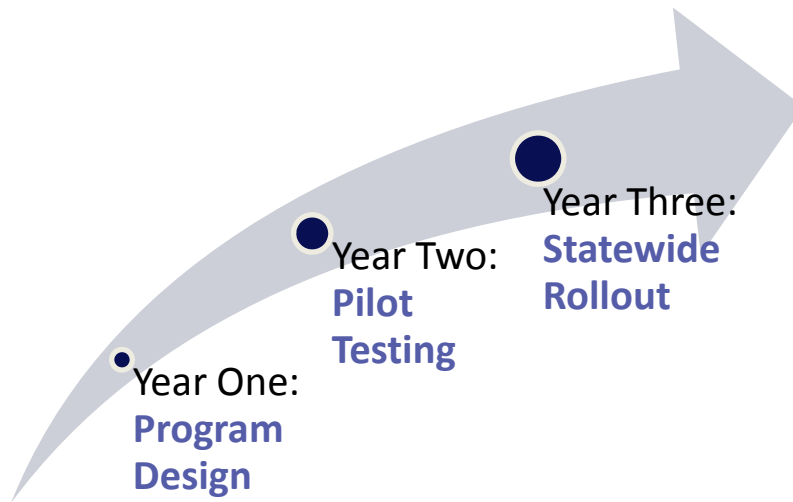 Year One:
Program
Design
Year Two:
Pilot
Testing
Year Three:
Statewide
Rollout